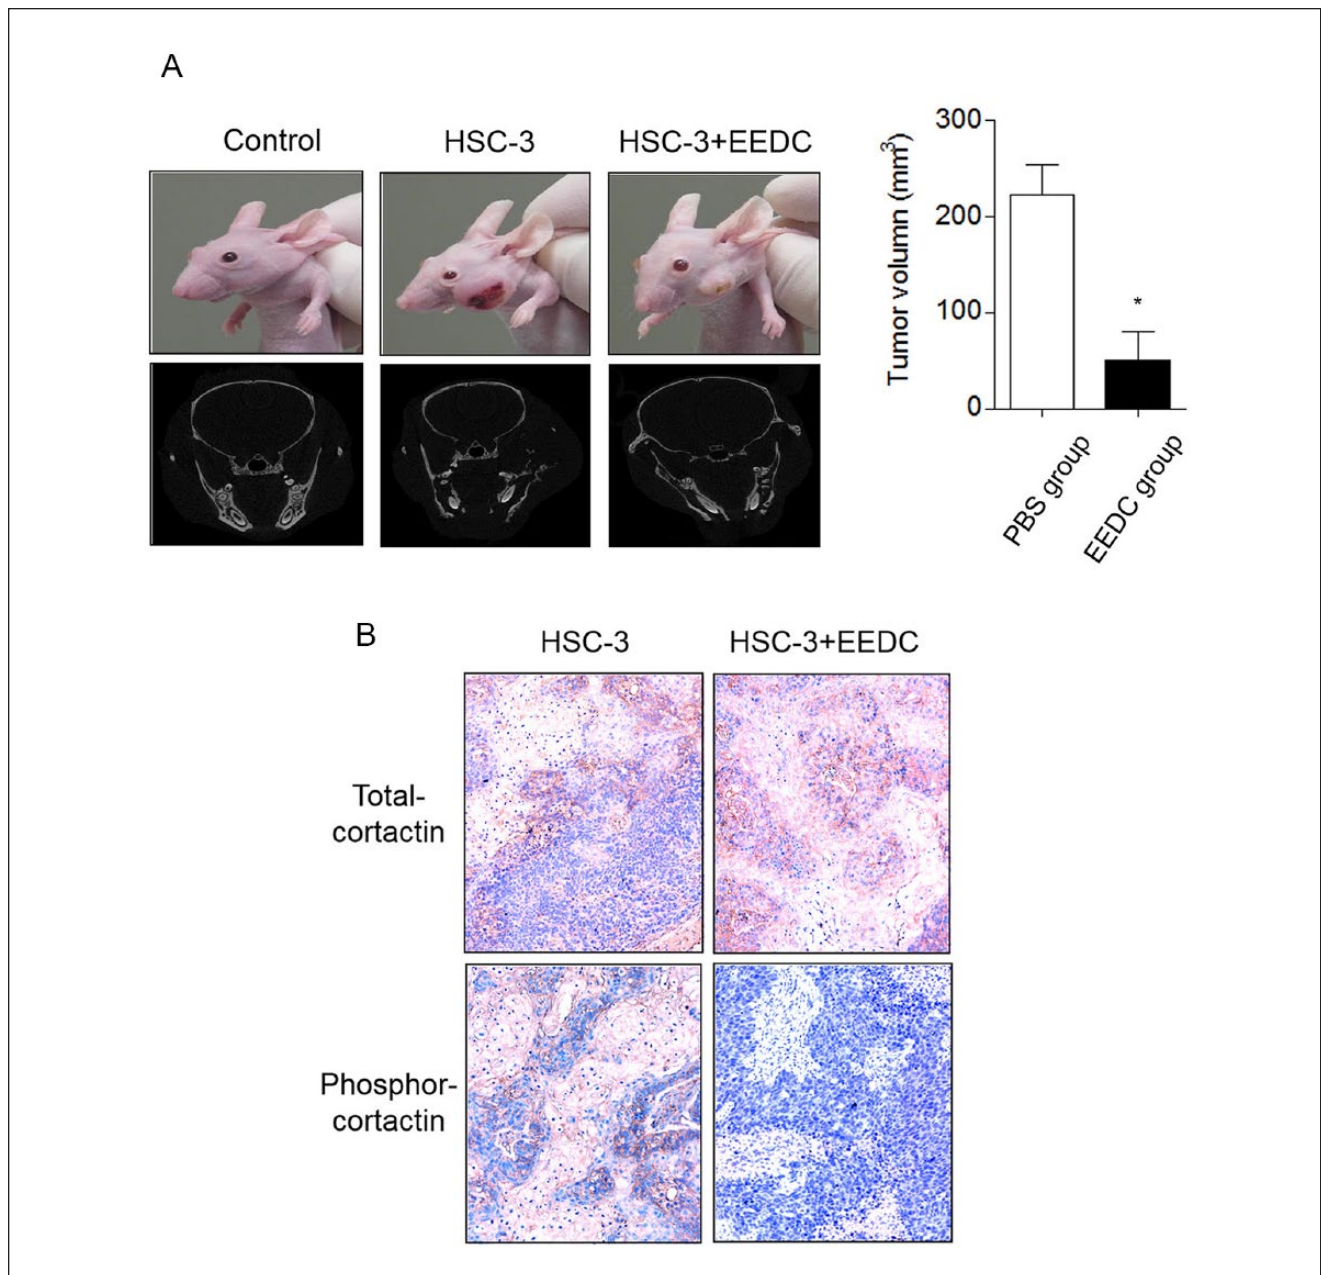 A
Control
HSC-3
HSC-3+EEDC
Tumor volumn (mm³)
300
200
100
0
*
PBS group
EEDC group
B
HSC-3
HSC-3+EEDC
Total-
cortactin
Phosphor-
cortactin